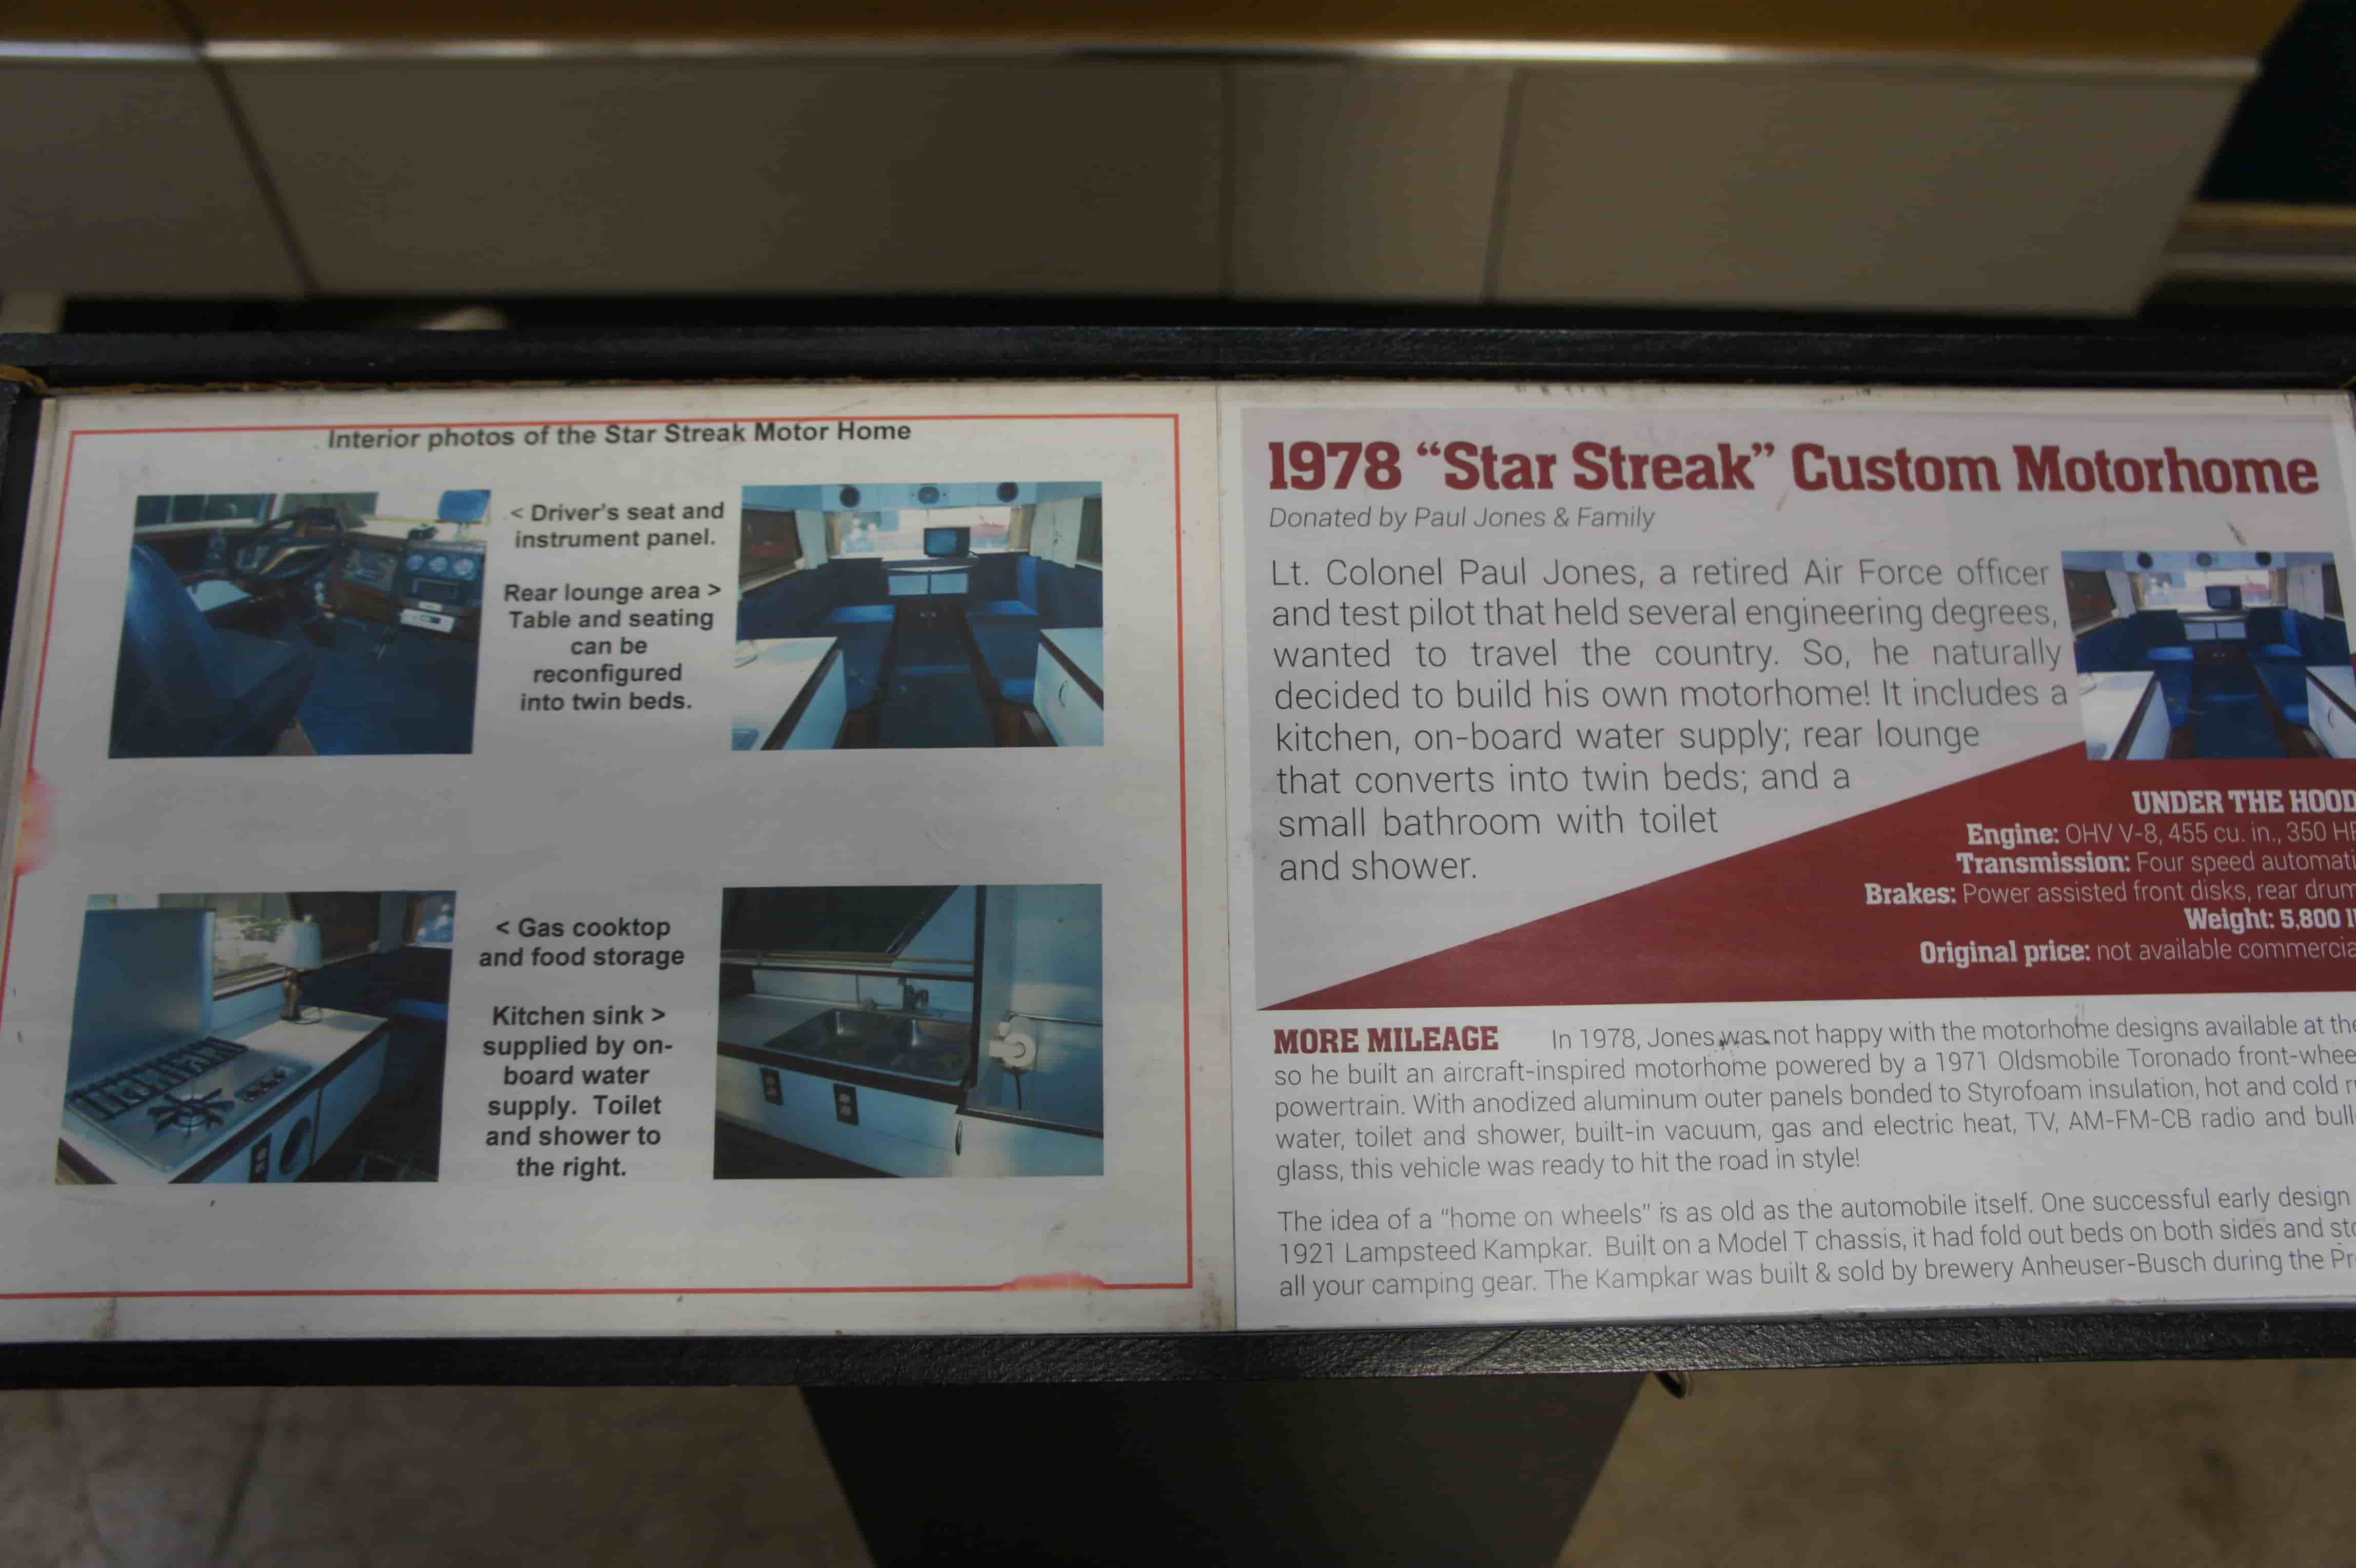 Interior photos of the Star Streak Motor Home
< Driver's seat and
instrument panel.
Rear lounge area >
Table and seating
can be
reconfigured
into twin beds.
< Gas cooktop
and food storage
Kitchen sink >
supplied by on-
board water
supply. Toilet
and shower to
the right.
1978 “Star Streak” Custom Motorhome
Donated by Paul Jones & Family
Lt. Colonel Paul Jones, a retired Air Force officer
and test pilot that held several engineering degrees,
wanted to travel the country. So, he naturally
decided to build his own motorhome! It includes a
kitchen, on-board water supply; rear lounge
that converts into twin beds; and a
small bathroom with toilet
and shower.
UNDER THE HOOD
Engine: OHV V-8, 455 cu. in., 350
Transmission: Four speed
Brakes: Power assisted front disks, rear
Weight: 5,800
Original price: not available
MORE MILEAGE In 1978, Jones was not happy with the motorhome designs available at
so he built an aircraft-inspired motorhome powered by a 1971 Oldsmobile Toronado
powertrain. With anodized aluminum outer panels bonded to Styrofoam insulation, hot and cold
water, toilet and shower, built-in vacuum, gas and electric heat, TV, AM-FM-CB radio and
glass, this vehicle was ready to hit the road in style!
The idea of a "home on wheels" is as old as the automobile itself. One successful early design
1921 Lampsteed Kampkar. Built on a Model T chassis, it had fold out beds on both sides and
all your camping gear. The Kampkar was built & sold by brewery Anheuser-Busch during the